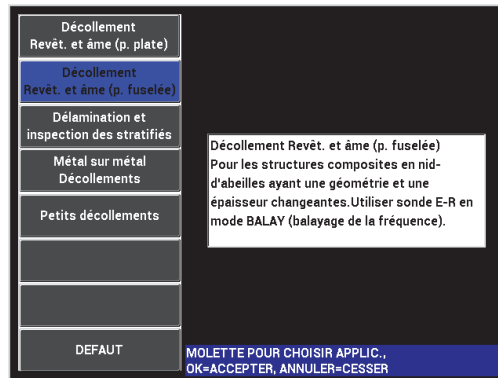 Décollement
Revêt. et âme (p. plate)
Décollement
Revêt. et âme (p. fuselée)
Délamination et
inspection des stratifiés
Métal sur métal
Décollements
Petits décollements
DEFAUT
Décollement Revêt. et âme (p. fuselée)
Pour les structures composites en nid-
d'abeilles ayant une géométrie et une
épaisseur changeantes.Utiliser sonde E-R en
mode BALAY (balayage de la fréquence).
MOLETTE POUR CHOISIR APPLIC.,
OK=ACCEPTER, ANNULER=CESSER